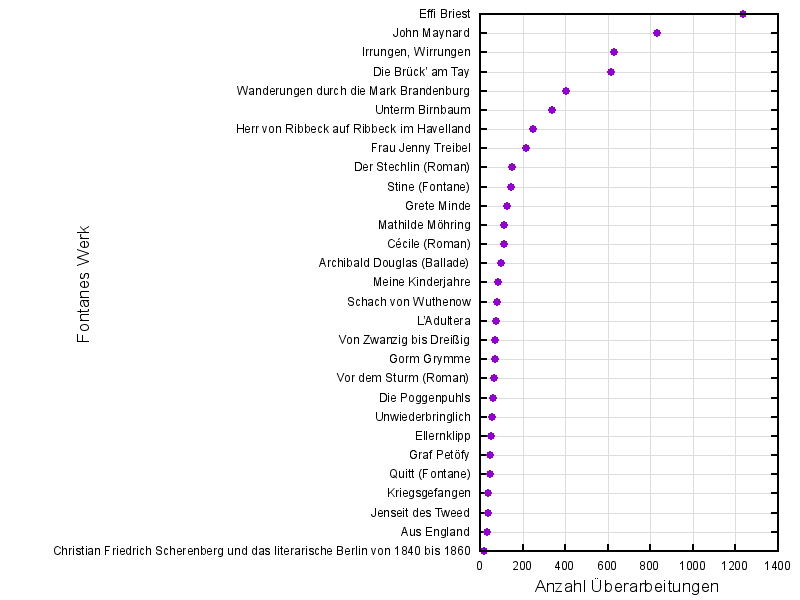 Effi Briest
John Maynard
Irrungen, Wirrungen
Die Brück' am Tay
Wanderungen durch die Mark Brandenburg
Unterm Birnbaum
Herr von Ribbeck auf Ribbeck im Havelland
Frau Jenny Treibel
Der Stechlin (Roman)
Stine (Fontane)
Grete Minde
Mathilde Möhring
Cécile (Roman)
Archibald Douglas (Ballade)
Meine Kinderjahre
Schach von Wuthenow
L'Adultera
Von Zwanzig bis Dreißig
Gorm Grymme
Vor dem Sturm (Roman)
Die Poggenpuhls
Unwiederbringlich
Ellernklipp
Graf Petöfy
Quitt (Fontane)
Kriegsgefangen
Jenseit des Tweed
Aus England
Christian Friedrich Scherenberg und das literarische Berlin von 1840 bis 1860
Fontanes Werk
0 200 400 600 800 1000 1200 1400
Anzahl Überarbeitungen